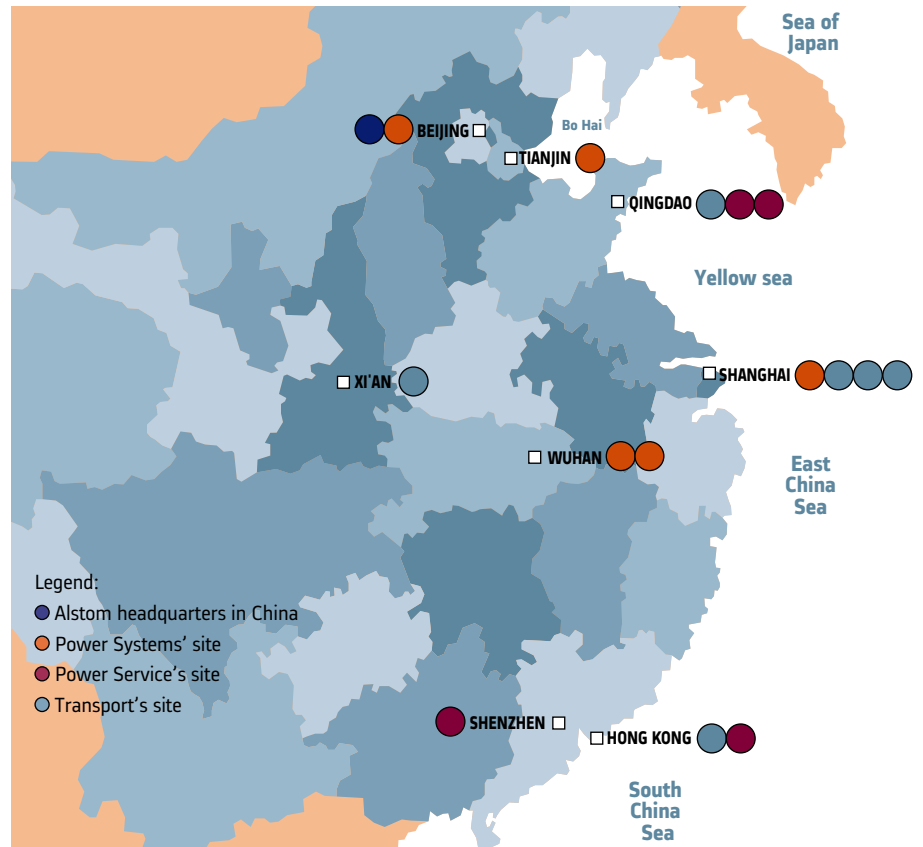 Sea of
Japan
Bo Hai
BEIJING
TIANJIN
QINGDAO
Yellow sea
SHANGHAI
XI'AN
WUHAN
East
China
Sea
Legend:
Alstom headquarters in China
Power Systems' site
Power Service's site
Transport's site
SHENZHEN
HONG KONG
South
China
Sea